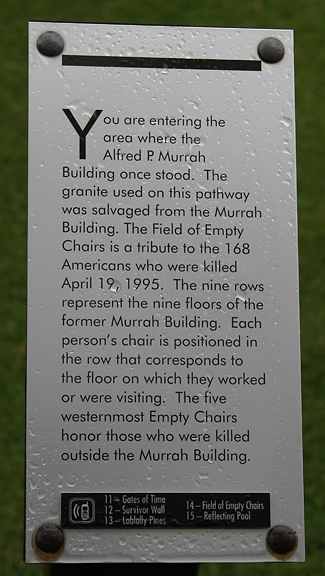 You are entering the
area where the
Alfred P. Murrah
Building once stood. The
granite used on this pathway
was salvaged from the Murrah
Building. The Field of Empty
Chairs is a tribute to the 168
Americans who were killed
April 19, 1995. The nine rows
represent the nine floors of the
former Murrah Building. Each
person's chair is positioned in
the row that corresponds to
the floor on which they worked
or were visiting. The five
westernmost Empty Chairs
honor those who were killed
outside the Murrah Building.
11 – Gates of Time
12 – Survivor Wall
13 – Loblolly Pines
14 – Field of Empty Chairs
15 – Reflecting Pool